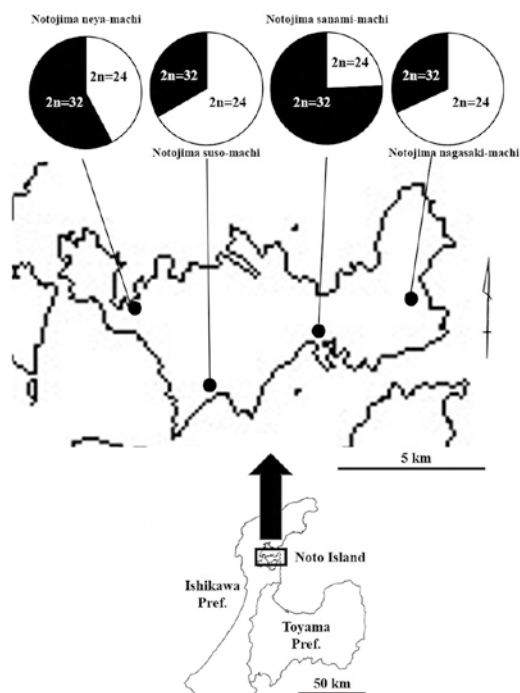 Notojima neya-machi
Notojima sanami-machi
2n=24
2n=32
2n=32
2n=24
2n=24
2n=32
2n=32
2n=24
Notojima suso-machi
Notojima nagasaki-machi
5 km
Noto Island
Ishikawa
Pref.
Toyama
Pref.
50 km